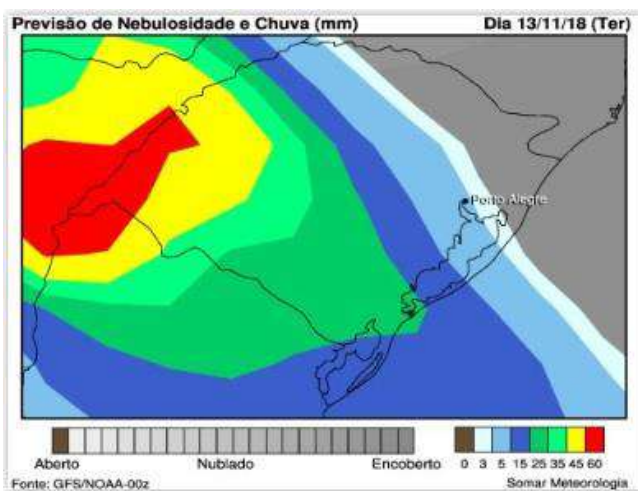 Previsão de Nebulosidade e Chuva (mm) Dia 13/11/18 (Ter)
Porto Alegre
Aberto Nublado Encoberto 0 3 5 15 25 35 45 60
Fonte: GFS/NOAA-00z Somar Meteorologia